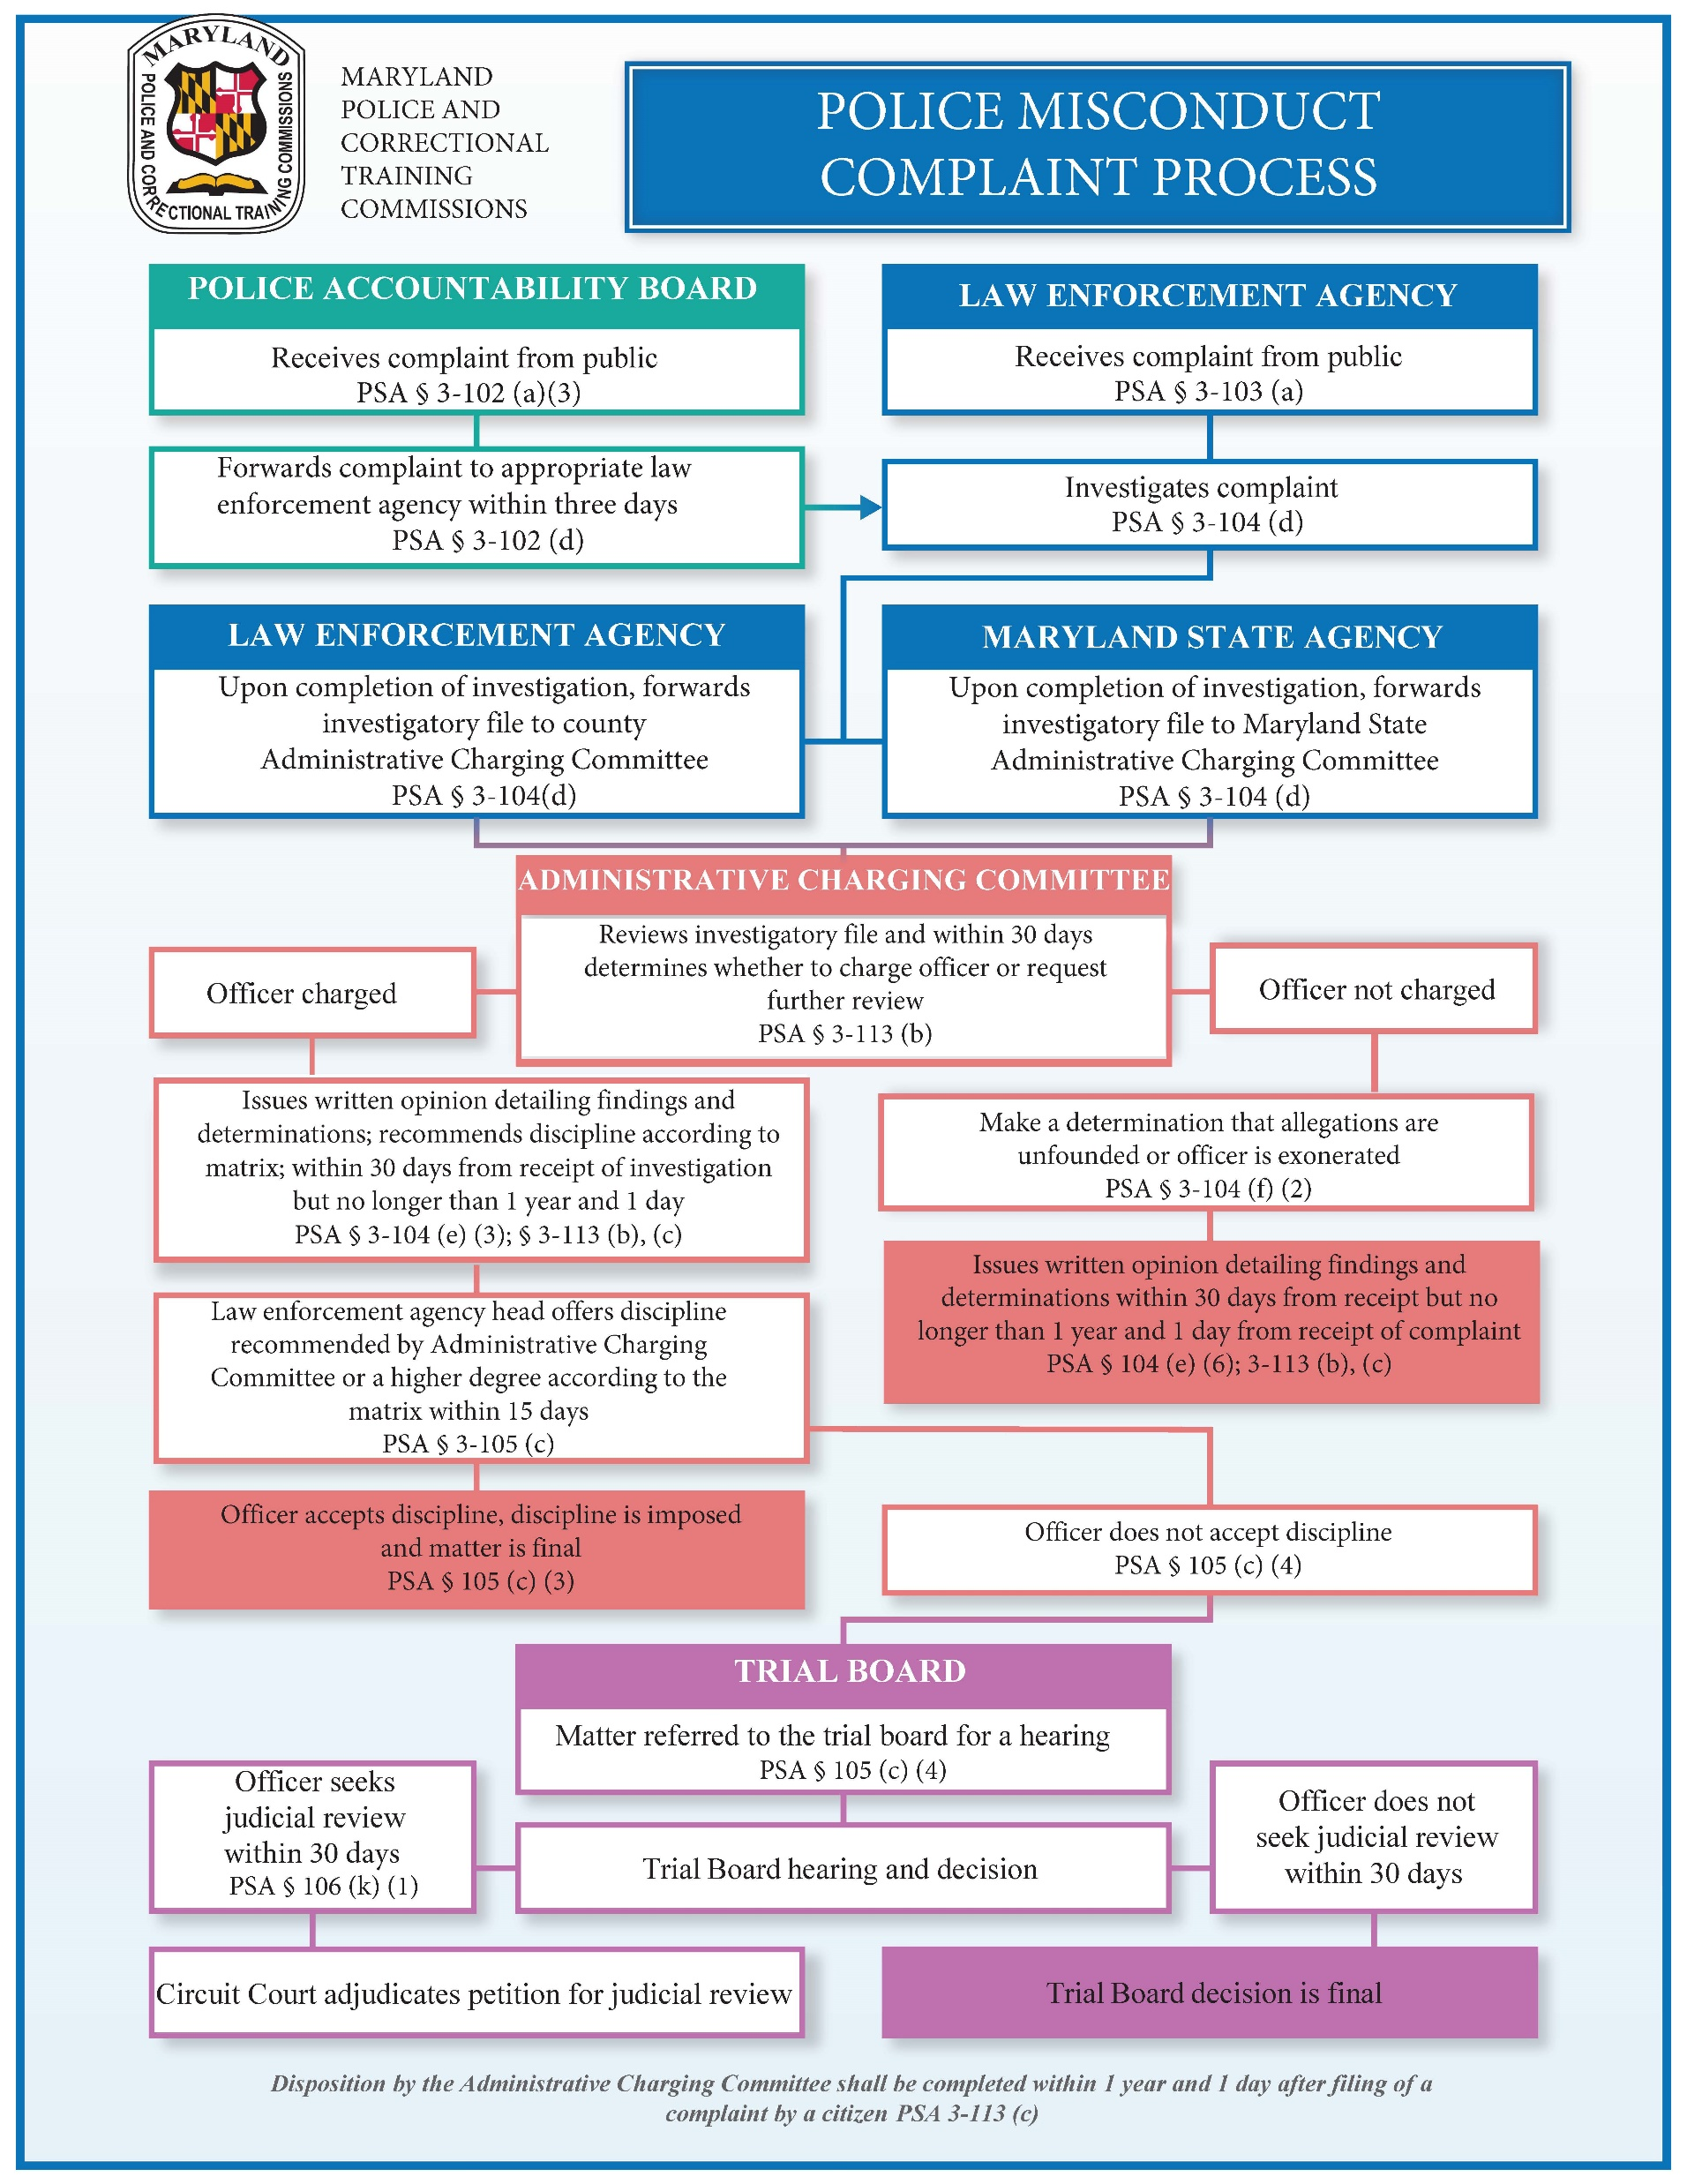 MARYLAND
POLICE AND CORRECTIONAL TRAINING COMMISSIONS
MARYLAND
POLICE AND
CORRECTIONAL
TRAINING
COMMISSIONS
POLICE MISCONDUCT
COMPLAINT PROCESS
POLICE ACCOUNTABILITY BOARD
Receives complaint from public
PSA § 3-102 (a)(3)
LAW ENFORCEMENT AGENCY
Receives complaint from public
PSA § 3-103 (a)
Forwards complaint to appropriate law
enforcement agency within three days
PSA § 3-102 (d)
Investigates complaint
PSA § 3-104 (d)
LAW ENFORCEMENT AGENCY
Upon completion of investigation, forwards
investigatory file to county
Administrative Charging Committee
PSA § 3-104(d)
MARYLAND STATE AGENCY
Upon completion of investigation, forwards
investigatory file to Maryland State
Administrative Charging Committee
PSA § 3-104 (d)
ADMINISTRATIVE CHARGING COMMITTEE
Reviews investigatory file and within 30 days
determines whether to charge officer or request
further review
PSA § 3-113 (b)
Officer charged
Officer not charged
Issues written opinion detailing findings and
determinations; recommends discipline according to
matrix; within 30 days from receipt of investigation
but no longer than 1 year and 1 day
PSA § 3-104 (e) (3); § 3-113 (b), (c)
Make a determination that allegations are
unfounded or officer is exonerated
PSA § 3-104 (f) (2)
Issues written opinion detailing findings and
determinations within 30 days from receipt but no
longer than 1 year and 1 day from receipt of complaint
PSA § 104 (e) (6); 3-113 (b), (c)
Law enforcement agency head offers discipline
recommended by Administrative Charging
Committee or a higher degree according to the
matrix within 15 days
PSA § 3-105 (c)
Officer accepts discipline, discipline is imposed
and matter is final
PSA § 105 (c) (3)
Officer does not accept discipline
PSA § 105 (c) (4)
TRIAL BOARD
Matter referred to the trial board for a hearing
PSA § 105 (c) (4)
Officer seeks
judicial review
within 30 days
PSA § 106 (k) (1)
Trial Board hearing and decision
Officer does not
seek judicial review
within 30 days
Circuit Court adjudicates petition for judicial review
Trial Board decision is final
Disposition by the Administrative Charging Committee shall be completed within 1 year and 1 day after filing of a
complaint by a citizen PSA 3-113 (c)